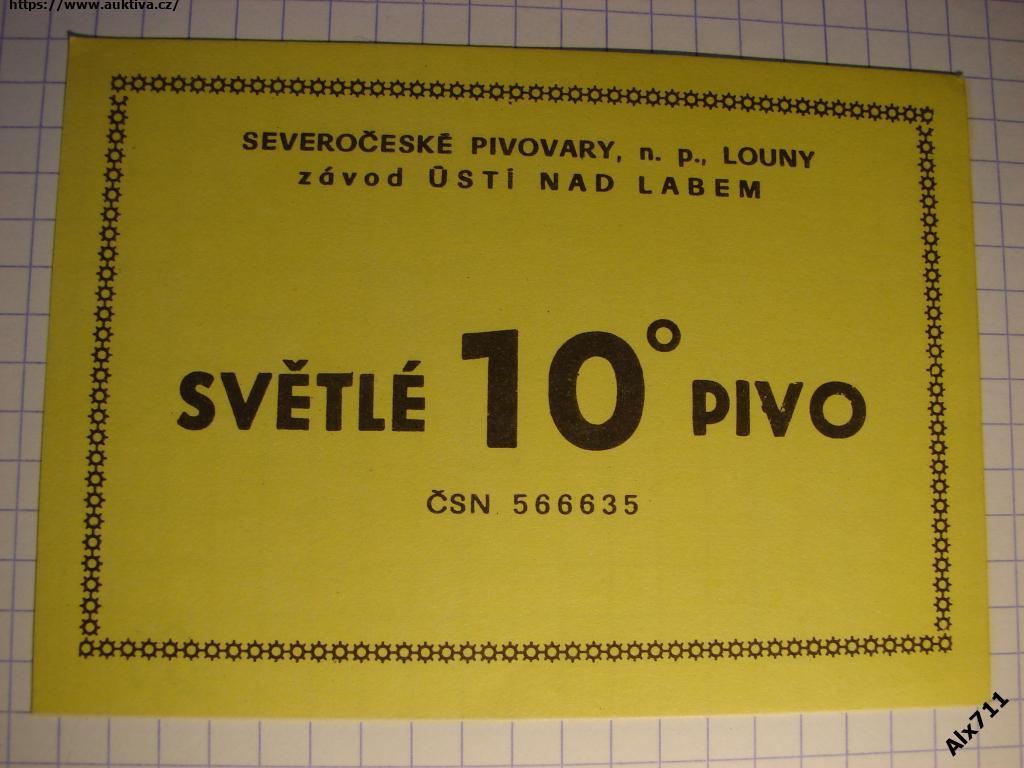 https://www.auktiva.cz/
SEVEROČESKÉ PIVOVARY, n. p., LOUNY
závod ÚSTÍ NAD LABEM
SVĚTLÉ 10° PIVO
ČSN 566635
Alx711